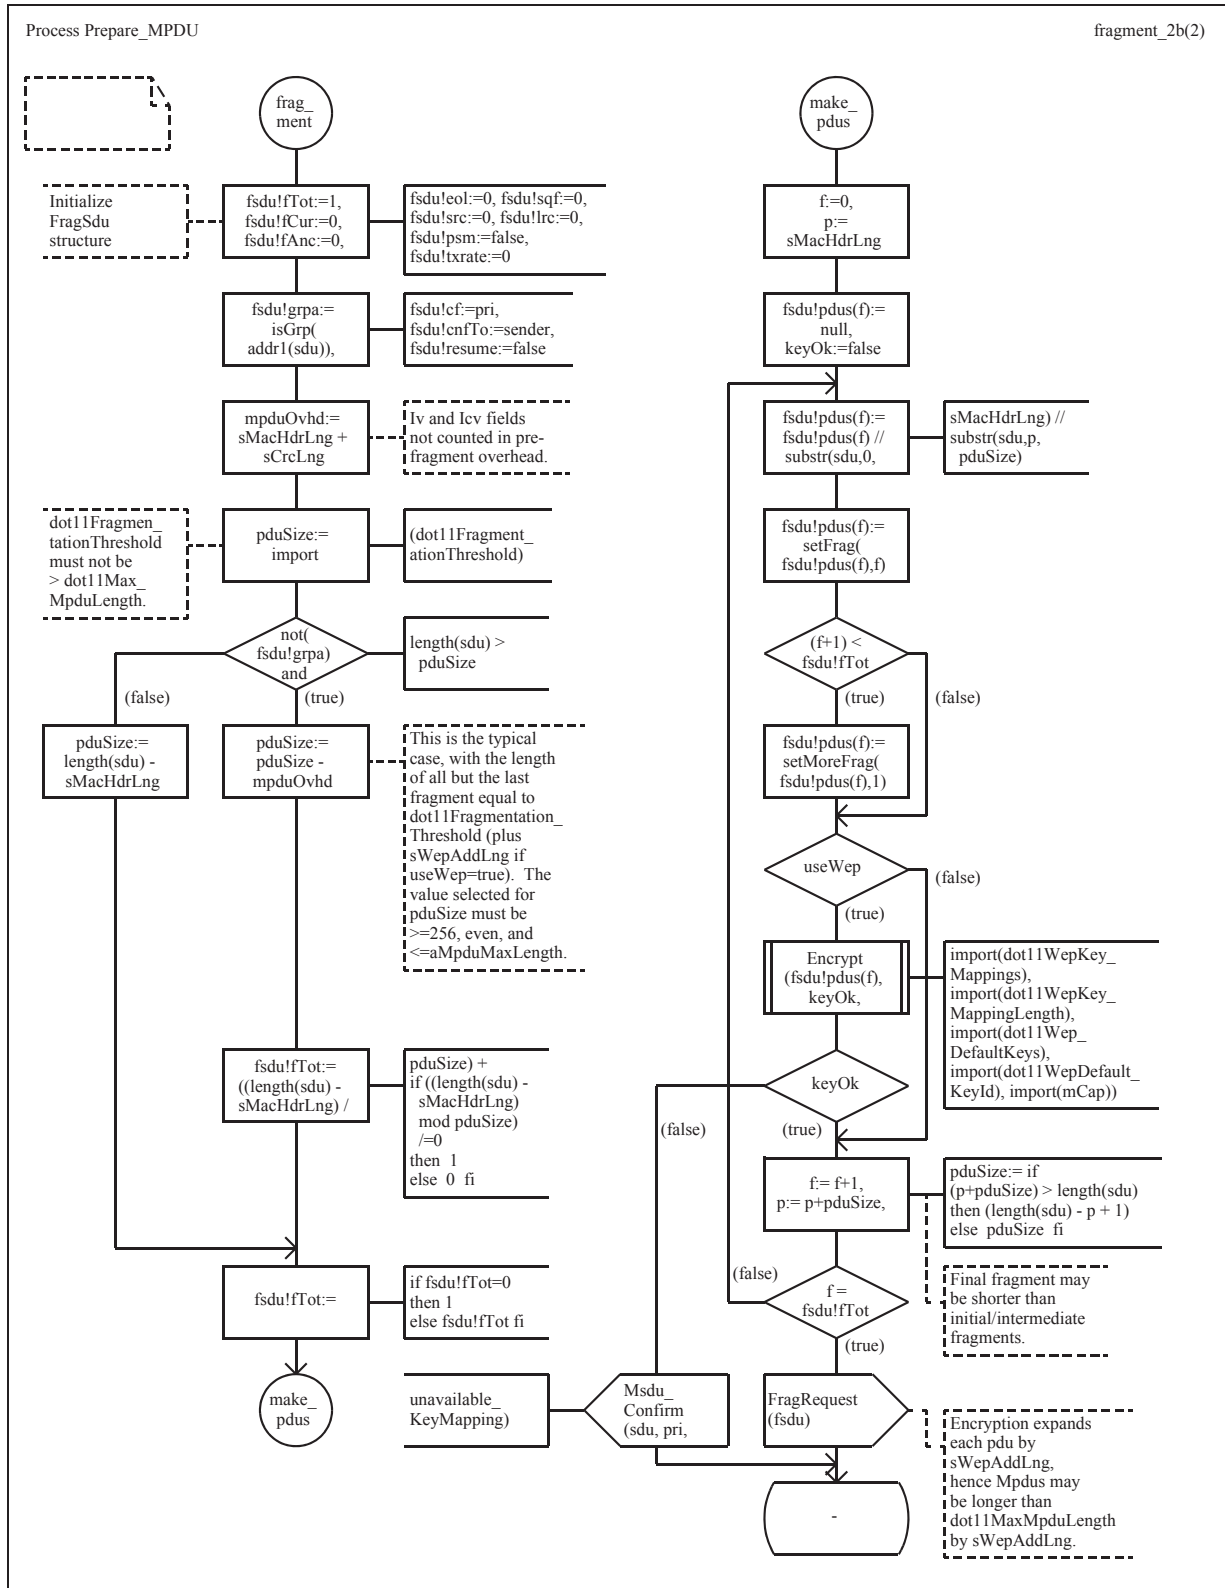 Process Prepare_MPDU
fragment_2b(2)
frag_
ment
Initialize
FragSdu
structure
fsdu!fTot:=1,
fsdu!fCur:=0,
fsdu!fAnc:=0,
fsdu!eol:=0, fsdu!sqf:=0,
fsdu!src:=0, fsdu!lrc:=0,
fsdu!psm:=false,
fsdu!txrate:=0
fsdu!grpa:=
isGrp(
addr1(sdu)),
fsdu!cf:=pri,
fsdu!cnfTo:=sender,
fsdu!resume:=false
mpduOvhd:=
sMacHdrLng +
sCrcLng
Iv and Icv fields
not counted in pre-
fragment overhead.
dot11Fragmen_
tationThreshold
must not be
> dot11Max_
MpduLength.
pduSize:=
import
(dot11Fragment_
ationThreshold)
not(
fsdu!grpa)
and
length(sdu) >
pduSize
(false)
(true)
pduSize:=
length(sdu) -
sMacHdrLng
pduSize:=
pduSize -
mpduOvhd
This is the typical
case, with the length
of all but the last
fragment equal to
dot11Fragmentation_
Threshold (plus
sWepAddLng if
useWep=true).  The
value selected for
pduSize must be
>=256, even, and
<=aMpduMaxLength.
fsdu!fTot:=
((length(sdu) -
sMacHdrLng) /
pduSize) +
if ((length(sdu) -
sMacHdrLng)
mod pduSize)
/=0
then  1
else  0  fi
fsdu!fTot:=
if fsdu!fTot=0
then 1
else fsdu!fTot fi
make_
pdus
make_
pdus
f:=0,
p:=
sMacHdrLng
fsdu!pdus(f):=
null,
keyOk:=false
fsdu!pdus(f):=
fsdu!pdus(f) //
substr(sdu,0,
sMacHdrLng) //
substr(sdu,p,
pduSize)
fsdu!pdus(f):=
setFrag(
fsdu!pdus(f),f)
(f+1) <
fsdu!fTot
(true)
(false)
fsdu!pdus(f):=
setMoreFrag(
fsdu!pdus(f),1)
useWep
(false)
(true)
Encrypt
(fsdu!pdus(f),
keyOk,
import(dot11WepKey_
Mappings),
import(dot11WepKey_
MappingLength),
import(dot11Wep_
DefaultKeys),
import(dot11WepDefault_
KeyId), import(mCap))
keyOk
(false)
(true)
f:= f+1,
p:= p+pduSize,
pduSize:= if
(p+pduSize) > length(sdu)
then (length(sdu) - p + 1)
else  pduSize  fi
(false)
f =
fsdu!fTot
Final fragment may
be shorter than
initial/intermediate
fragments.
(true)
unavailable_
KeyMapping)
Msdu_
Confirm
(sdu, pri,
FragRequest
(fsdu)
Encryption expands
each pdu by
sWepAddLng,
hence Mpdus may
be longer than
dot11MaxMpduLength
by sWepAddLng.
-